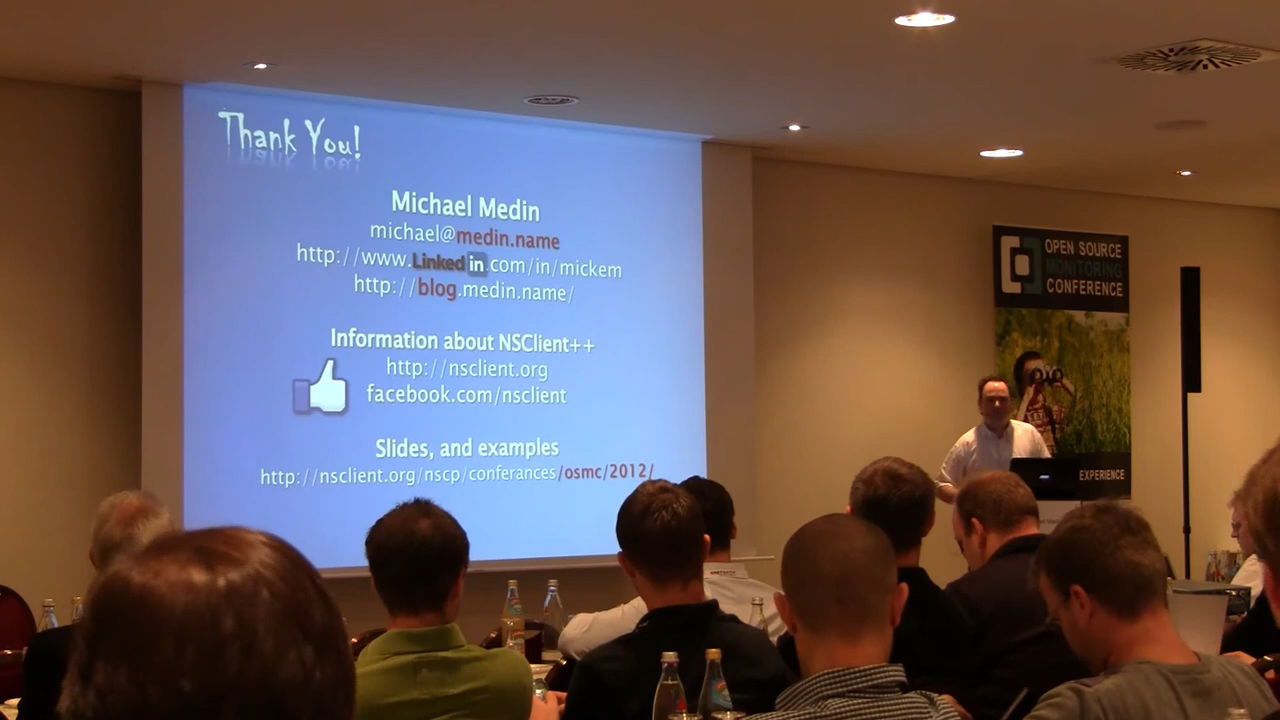 Thank You!
Michael Medin
michael@medin.name
http://www.Linkedin.com/in/mickem
http://blog.medin.name/
Information about NSClient++
http://nsclient.org
facebook.com/nsclient
Slides, and examples
http://nsclient.org/nscp/conferances/osmc/2012/
OPEN SOURCE
MONITORING
CONFERENCE
EXPERIENCE